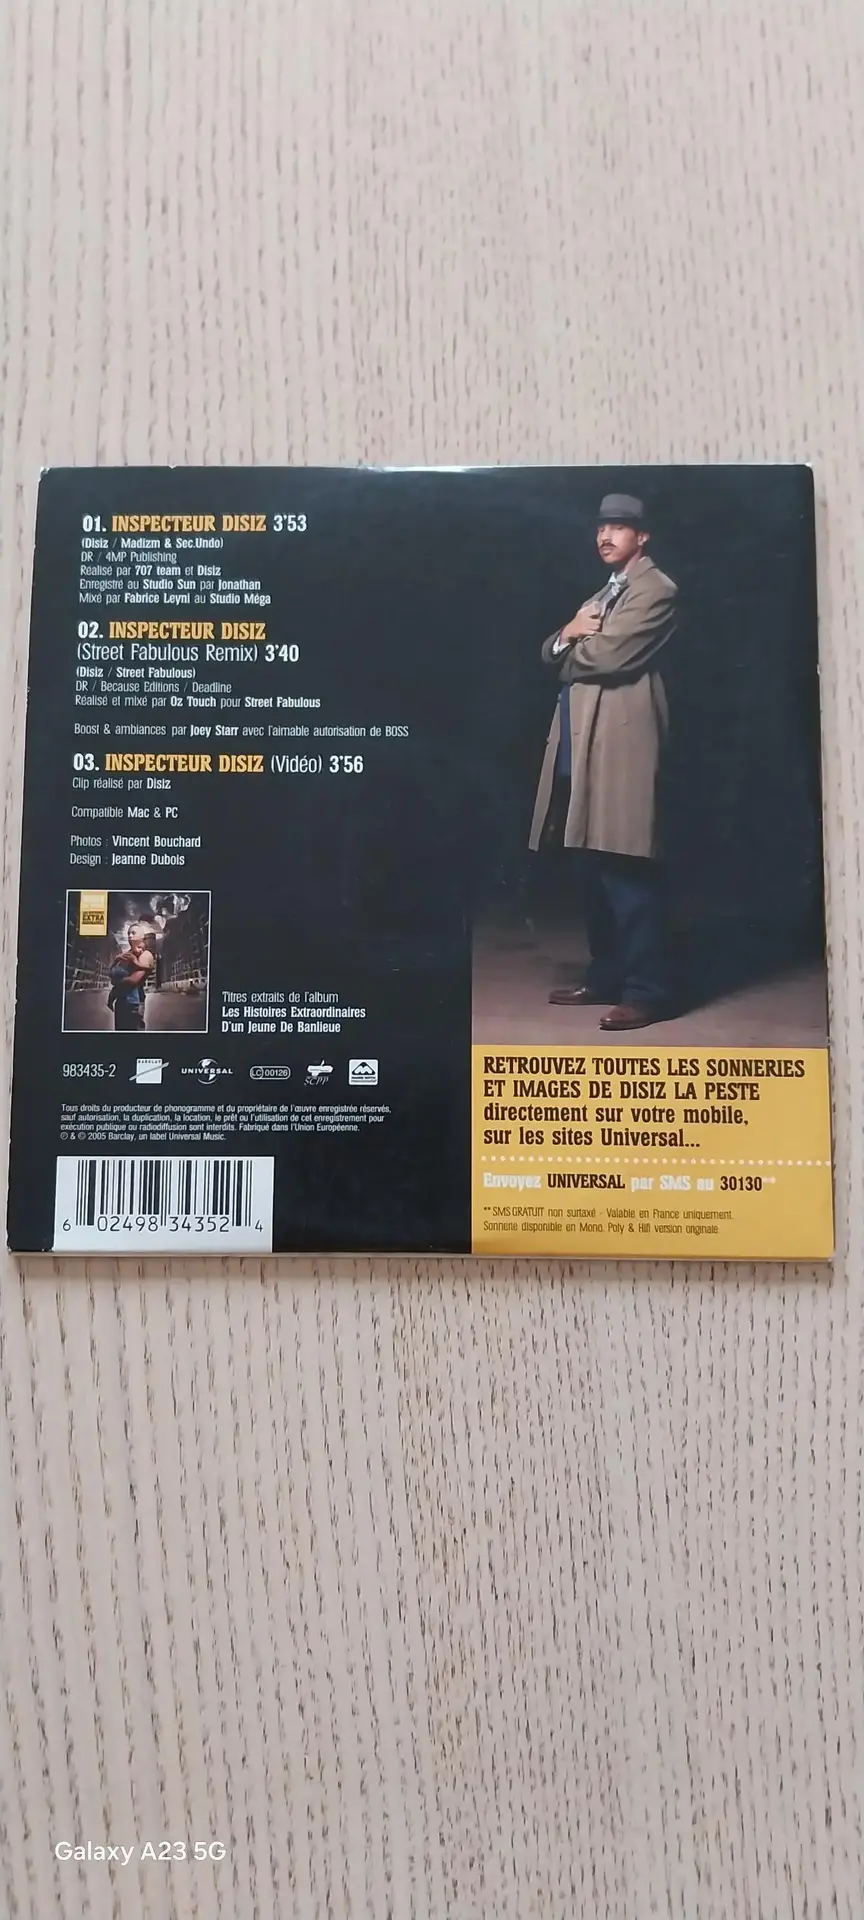 01. INSPECTEUR DISIZ 3'53
(Disiz / Madizm & Sec.Undo)
DR / 4MP Publishing
Réalisé par 707 team et Disiz
Enregistré au Studio Sun par Jonathan
Mixé par Fabrice Leyni au Studio Méga
02. INSPECTEUR DISIZ
(Street Fabulous Remix) 3'40
(Disiz / Street Fabulous)
DR / Because Editions / Deadline
Réalisé et mixé par Oz Touch pour Street Fabulous
Boost & ambiances par Joey Starr avec l'aimable autorisation de BOSS
03. INSPECTEUR DISIZ (Vidéo) 3'56
Clip réalisé par Disiz
Compatible Mac & PC
Photos : Vincent Bouchard
Design : Jeanne Dubois
EXTRA
Titres extraits de l'album
Les Histoires Extraordinaires
D'un Jeune De Banlieue
983435-2 BARCLAY UNIVERSAL LC 00126 SCPP
Tous droits du producteur de phonogramme et du propriétaire de l'œuvre enregistrée réservés,
sauf autorisation, la duplication, la location, le prêt ou l'utilisation de cet enregistrement pour
exécution publique ou radiodiffusion sont interdits. Fabriqué dans l'Union Européenne.
℗ & © 2005 Barclay, un label Universal Music.
6 02498 34352 4
RETROUVEZ TOUTES LES SONNERIES
ET IMAGES DE DISIZ LA PESTE
directement sur votre mobile,
sur les sites Universal...
Envoyez UNIVERSAL par SMS au 30130**
**SMS GRATUIT non surtaxé - Valable en France uniquement.
Sonnerie disponible en Mono, Poly & Hifi version originale.
Galaxy A23 5G